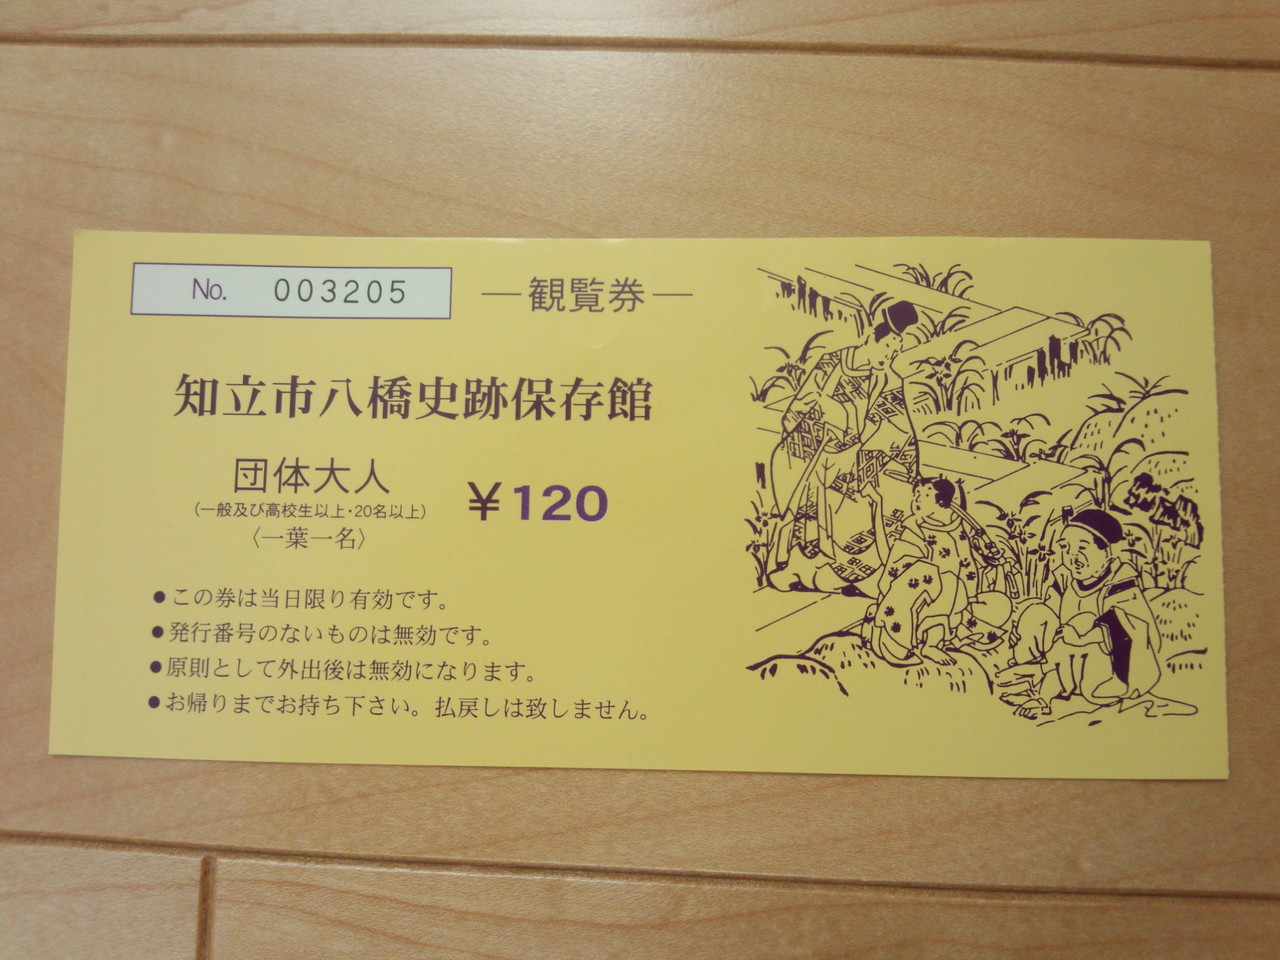 No. 003205
—観覧券—
知立市八橋史跡保存館
団体大人
(一般及び高校生以上・20名以上)
〈一葉一名〉
¥120
●この券は当日限り有効です。
●発行番号のないものは無効です。
●原則として外出後は無効になります。
●お帰りまでお持ち下さい。払戻しは致しません。